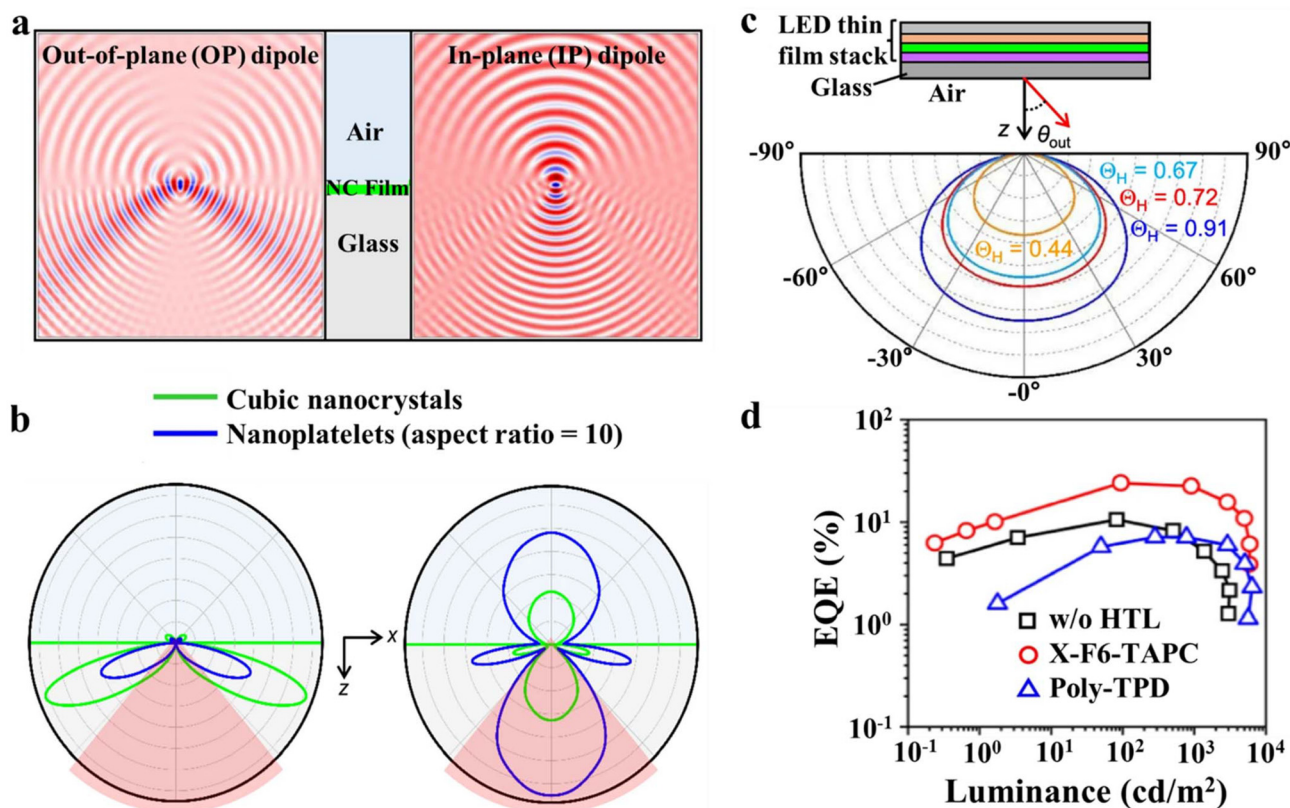 a
Out-of-plane (OP) dipole
Air
NC Film
Glass
In-plane (IP) dipole
b
Cubic nanocrystals
Nanoplatelets (aspect ratio = 10)
x
z
c
LED thin
film stack
Glass
Air
z
θout
-90°
90°
ΘH = 0.67
ΘH = 0.72
ΘH = 0.91
ΘH = 0.44
-60°
60°
-30°
30°
-0°
d
EQE (%)
10²
10¹
10⁰
10⁻¹
w/o HTL
X-F6-TAPC
Poly-TPD
10⁻¹ 10⁰ 10¹ 10² 10³ 10⁴
Luminance (cd/m²)